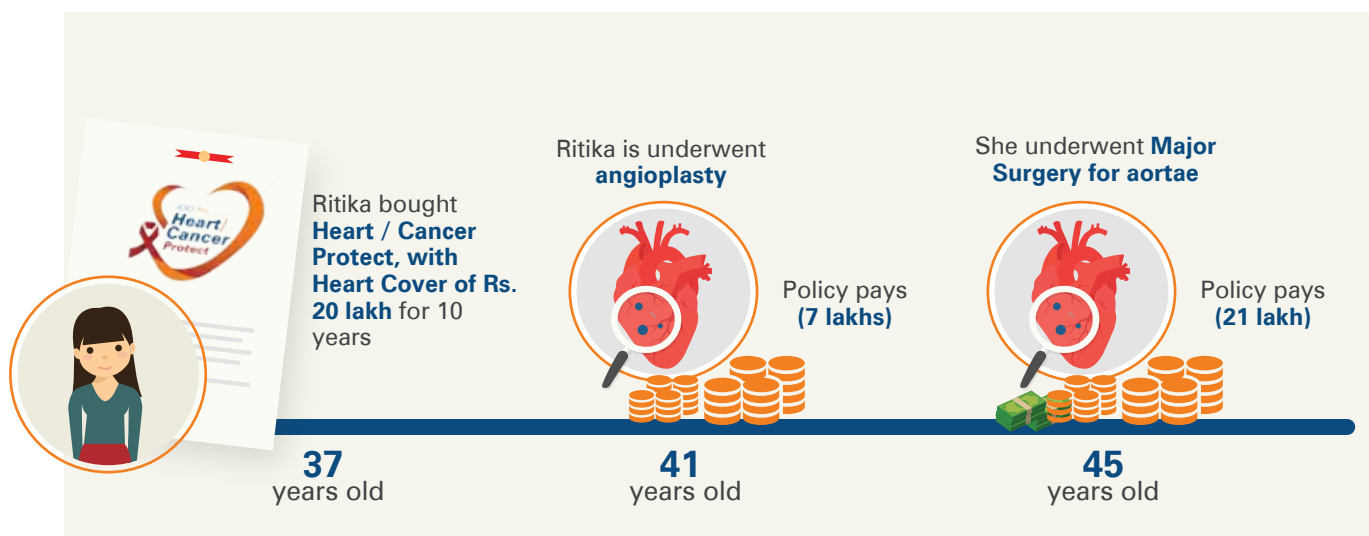 Heart/
Cancer
Protect
Ritika bought
Heart / Cancer
Protect, with
Heart Cover of Rs.
20 lakh for 10
years
37
years old
Ritika is underwent
angioplasty
Policy pays
(7 lakhs)
41
years old
She underwent Major
Surgery for aortae
Policy pays
(21 lakh)
45
years old